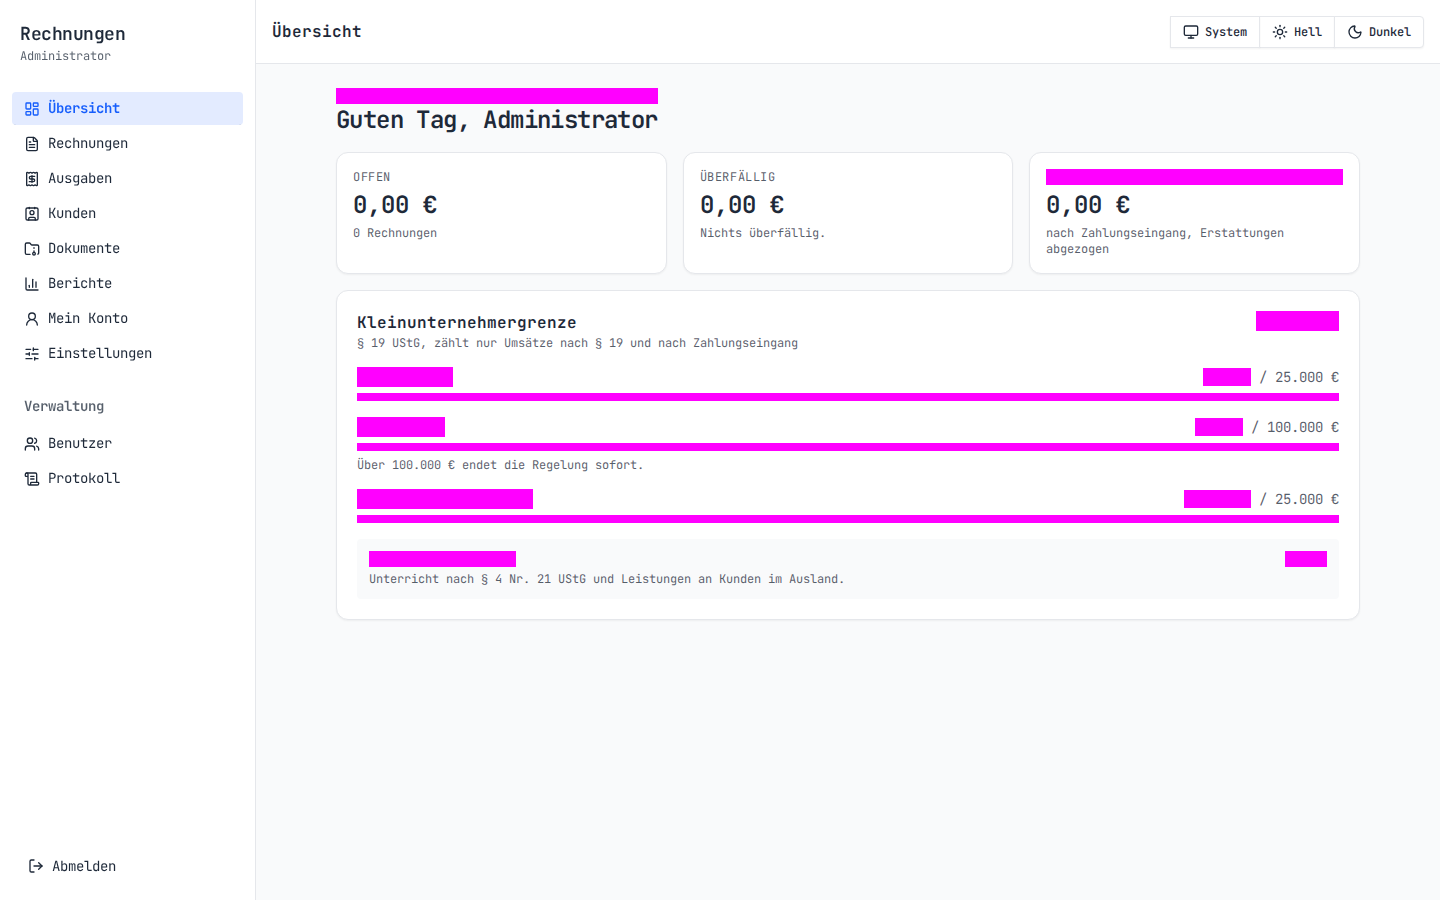 Rechnungen
Administrator
Übersicht
Rechnungen
Ausgaben
Kunden
Dokumente
Berichte
Mein Konto
Einstellungen
Verwaltung
Benutzer
Protokoll
Abmelden
Übersicht
System
Hell
Dunkel
Guten Tag, Administrator
OFFEN
0,00 €
0 Rechnungen
ÜBERFÄLLIG
0,00 €
Nichts überfällig.
0,00 €
nach Zahlungseingang, Erstattungen
abgezogen
Kleinunternehmergrenze
§ 19 UStG, zählt nur Umsätze nach § 19 und nach Zahlungseingang
/ 25.000 €
/ 100.000 €
Über 100.000 € endet die Regelung sofort.
/ 25.000 €
Unterricht nach § 4 Nr. 21 UStG und Leistungen an Kunden im Ausland.